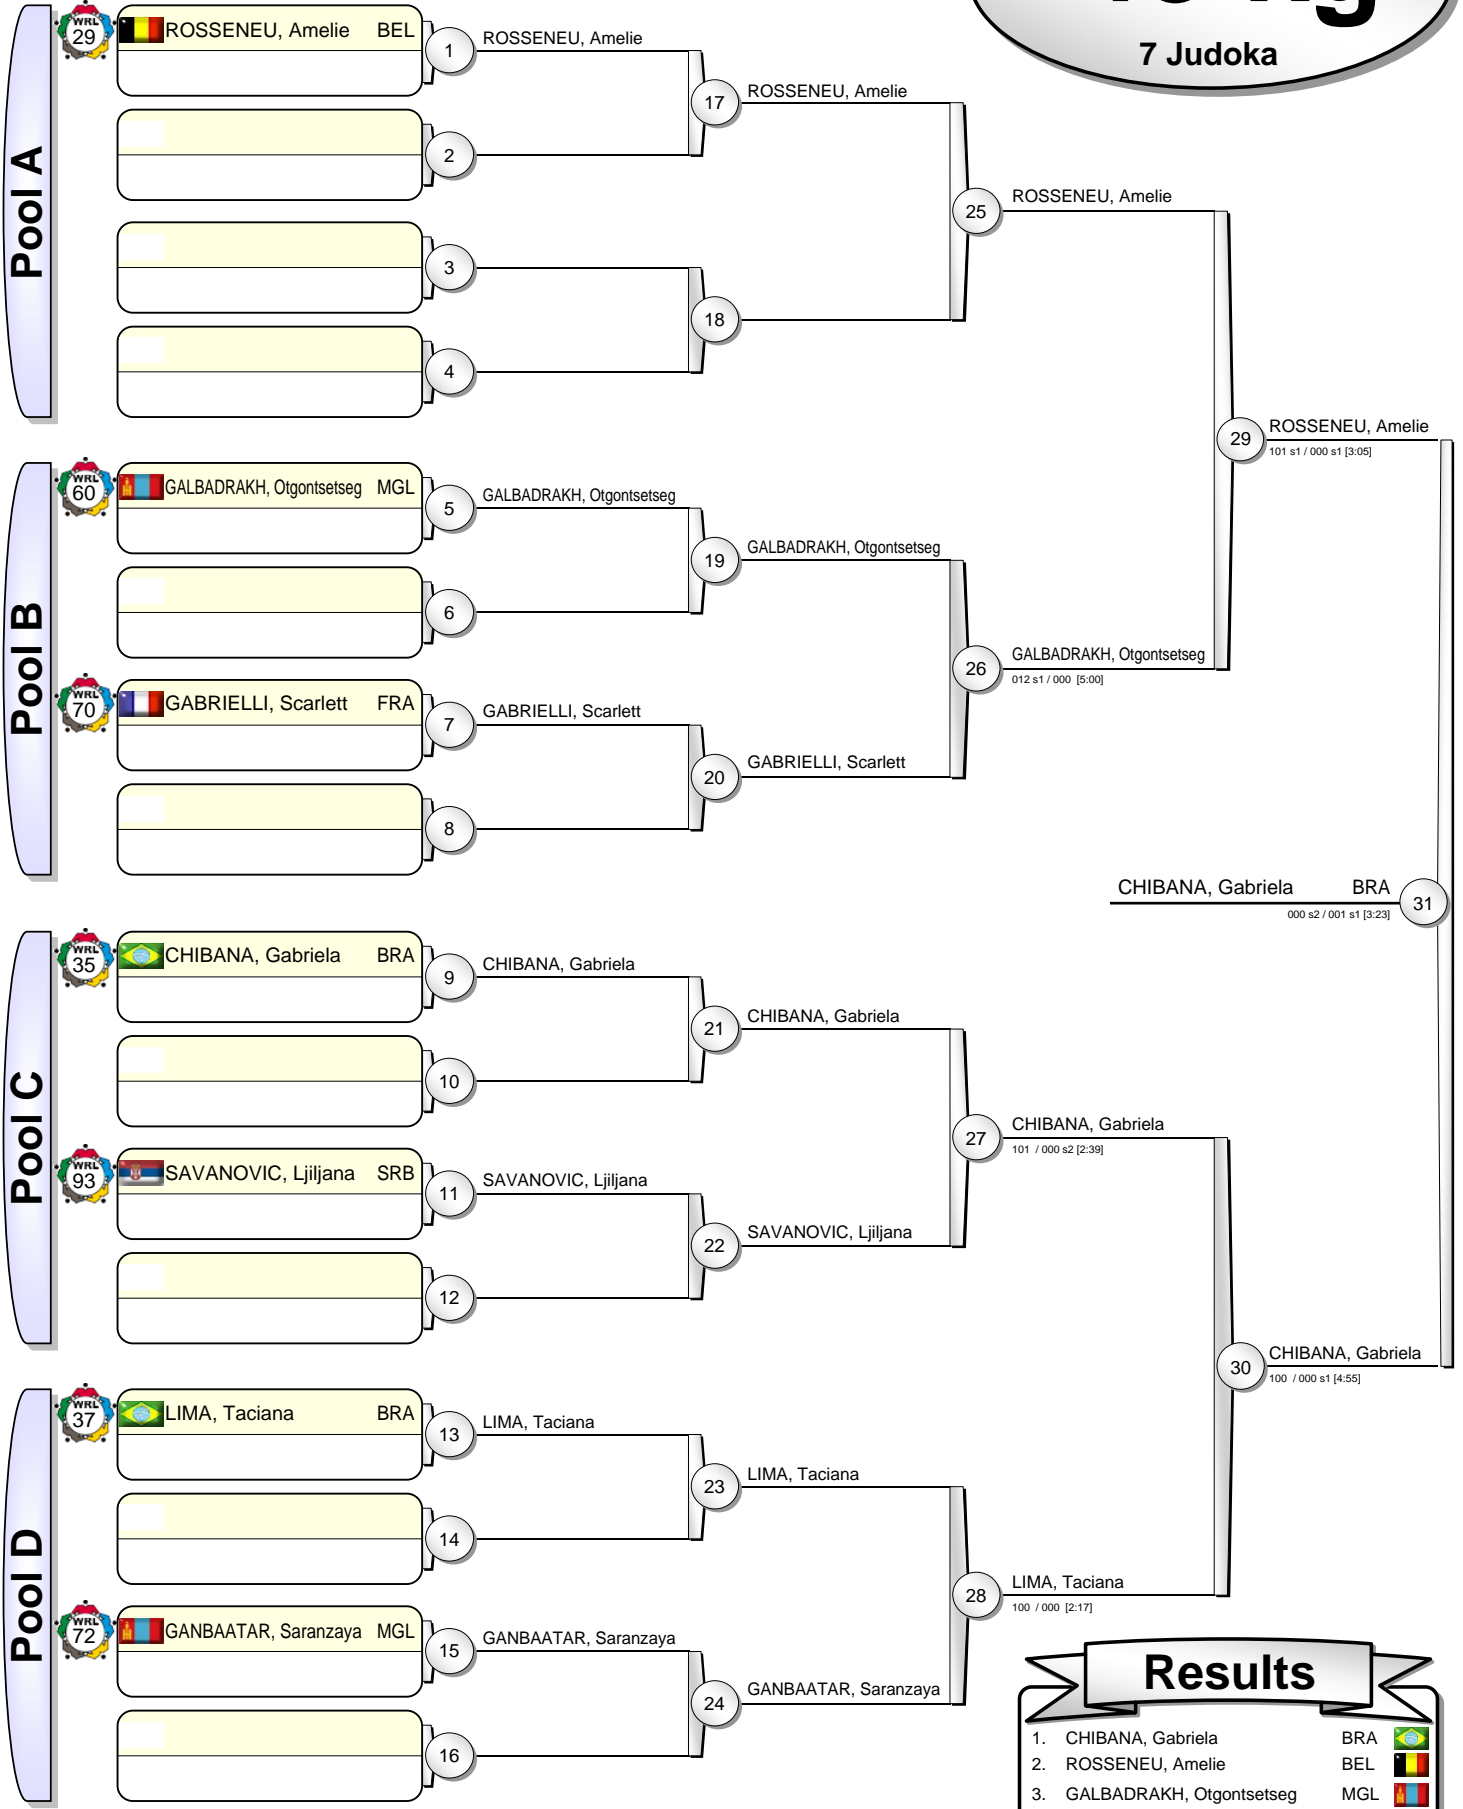 7 Judoka
Pool A
WRL 29
ROSSENEU, Amelie BEL
1
ROSSENEU, Amelie
2
17
ROSSENEU, Amelie
3
4
18
25
ROSSENEU, Amelie
29
ROSSENEU, Amelie
101 s1 / 000 s1 [3:05]
Pool B
WRL 60
GALBADRAKH, Otgontsetseg MGL
5
GALBADRAKH, Otgontsetseg
6
19
GALBADRAKH, Otgontsetseg
WRL 70
GABRIELLI, Scarlett FRA
7
GABRIELLI, Scarlett
8
20
GABRIELLI, Scarlett
26
GALBADRAKH, Otgontsetseg
012 s1 / 000 [5:00]
CHIBANA, Gabriela BRA
31
000 s2 / 001 s1 [3:23]
Pool C
WRL 35
CHIBANA, Gabriela BRA
9
CHIBANA, Gabriela
10
21
CHIBANA, Gabriela
WRL 93
SAVANOVIC, Ljiljana SRB
11
SAVANOVIC, Ljiljana
12
22
SAVANOVIC, Ljiljana
27
CHIBANA, Gabriela
101 / 000 s2 [2:39]
30
CHIBANA, Gabriela
100 / 000 s1 [4:55]
Pool D
WRL 37
LIMA, Taciana BRA
13
LIMA, Taciana
14
23
LIMA, Taciana
WRL 72
GANBAATAR, Saranzaya MGL
15
GANBAATAR, Saranzaya
16
24
GANBAATAR, Saranzaya
28
LIMA, Taciana
100 / 000 [2:17]
Results
1. CHIBANA, Gabriela BRA
2. ROSSENEU, Amelie BEL
3. GALBADRAKH, Otgontsetseg MGL